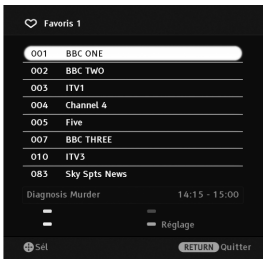 Favoris 1
001 BBC ONE
002 BBC TWO
003 ITV1
004 Channel 4
005 Five
007 BBC THREE
010 ITV3
083 Sky Spts News
Diagnosis Murder 14:15 - 15:00
Réglage
Sél RETURN Quitter